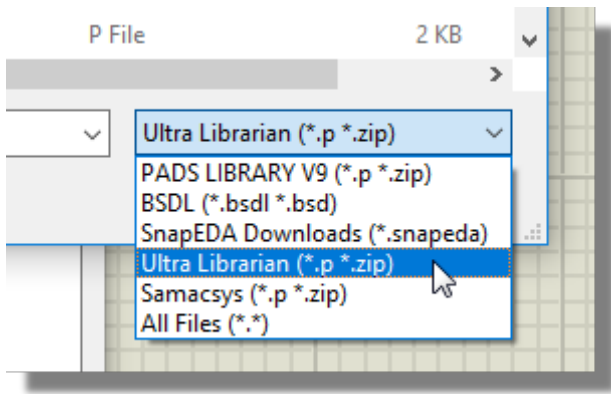 P File 2 KB
Ultra Librarian (*.p *.zip)
PADS LIBRARY V9 (*.p *.zip)
BSDL (*.bsdl *.bsd)
SnapEDA Downloads (*.snapeda)
Ultra Librarian (*.p *.zip)
Samacsys (*.p *.zip)
All Files (*.*)